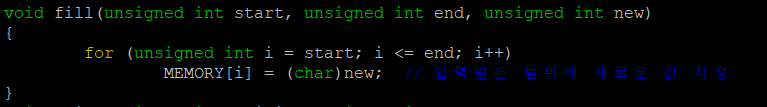 void fill(unsigned int start, unsigned int end, unsigned int new)
{
for (unsigned int i = start; i <= end; i++)
MEMORY[i] = (char)new; // 입력받은 범위에 새로운 값 지정
}